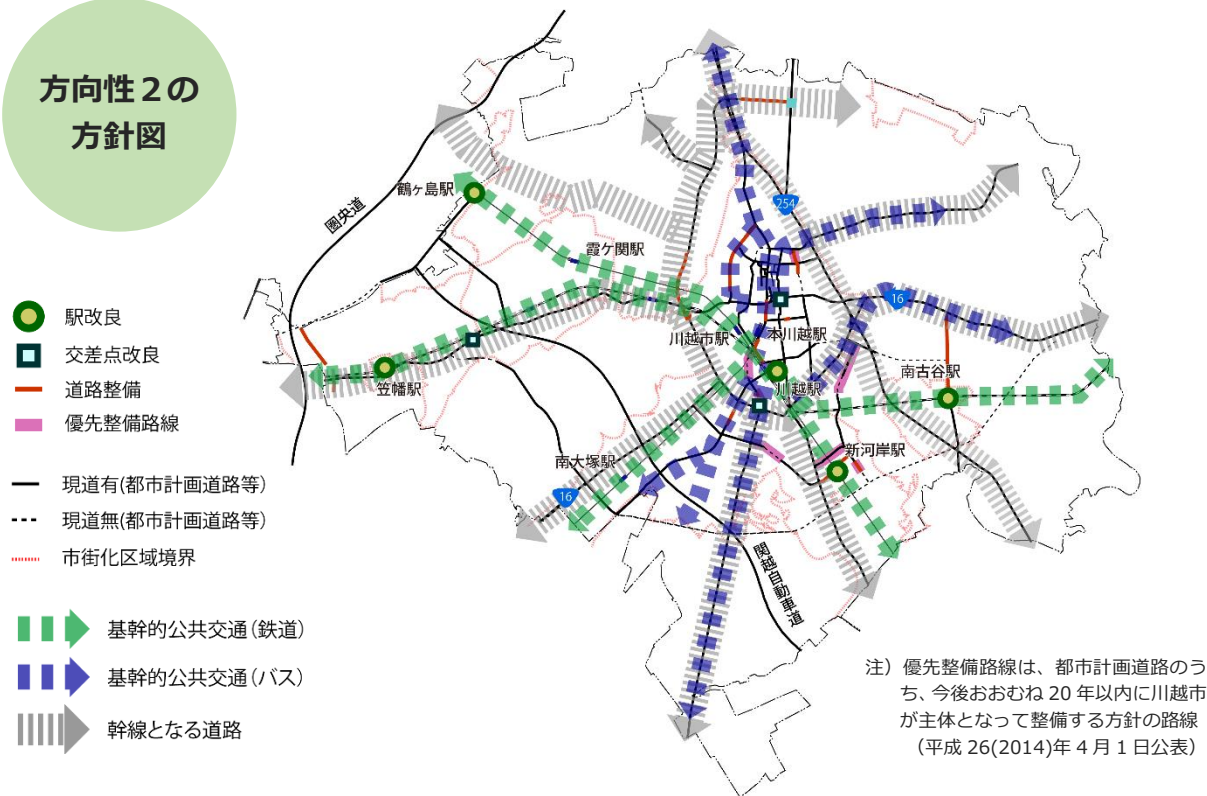 方向性２の
方針図
駅改良
交差点改良
道路整備
優先整備路線
現道有(都市計画道路等)
現道無(都市計画道路等)
市街化区域境界
基幹的公共交通(鉄道)
基幹的公共交通(バス)
幹線となる道路
圏央道
鶴ヶ島駅
霞ケ関駅
254
16
川越市駅
本川越駅
笠幡駅
川越駅
南古谷駅
南大塚駅
新河岸駅
16
関越自動車道
注）優先整備路線は、都市計画道路のう
ち、今後おおむね 20 年以内に川越市
が主体となって整備する方針の路線
（平成 26(2014)年 4 月 1 日公表）